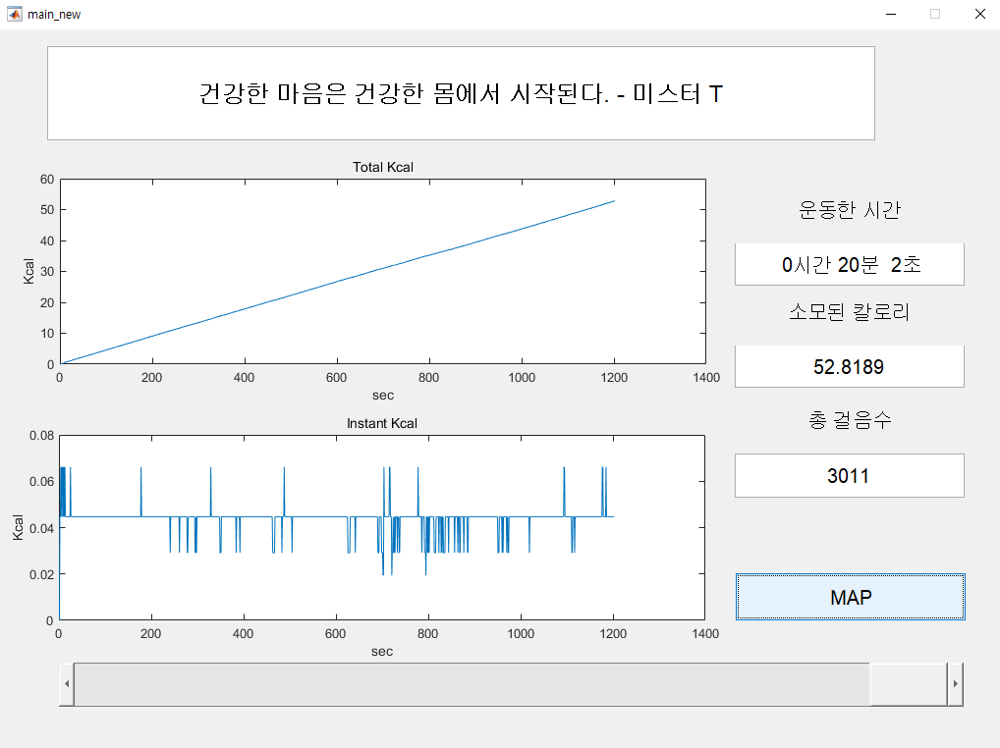 main_new
건강한 마음은 건강한 몸에서 시작된다. - 미스터 T
Total Kcal
60
50
40
30
20
10
0
Kcal
0 200 400 600 800 1000 1200 1400
sec
Instant Kcal
0.08
0.06
0.04
0.02
0
Kcal
0 200 400 600 800 1000 1200 1400
sec
운동한 시간
0시간 20분 2초
소모된 칼로리
52.8189
총 걸음수
3011
MAP